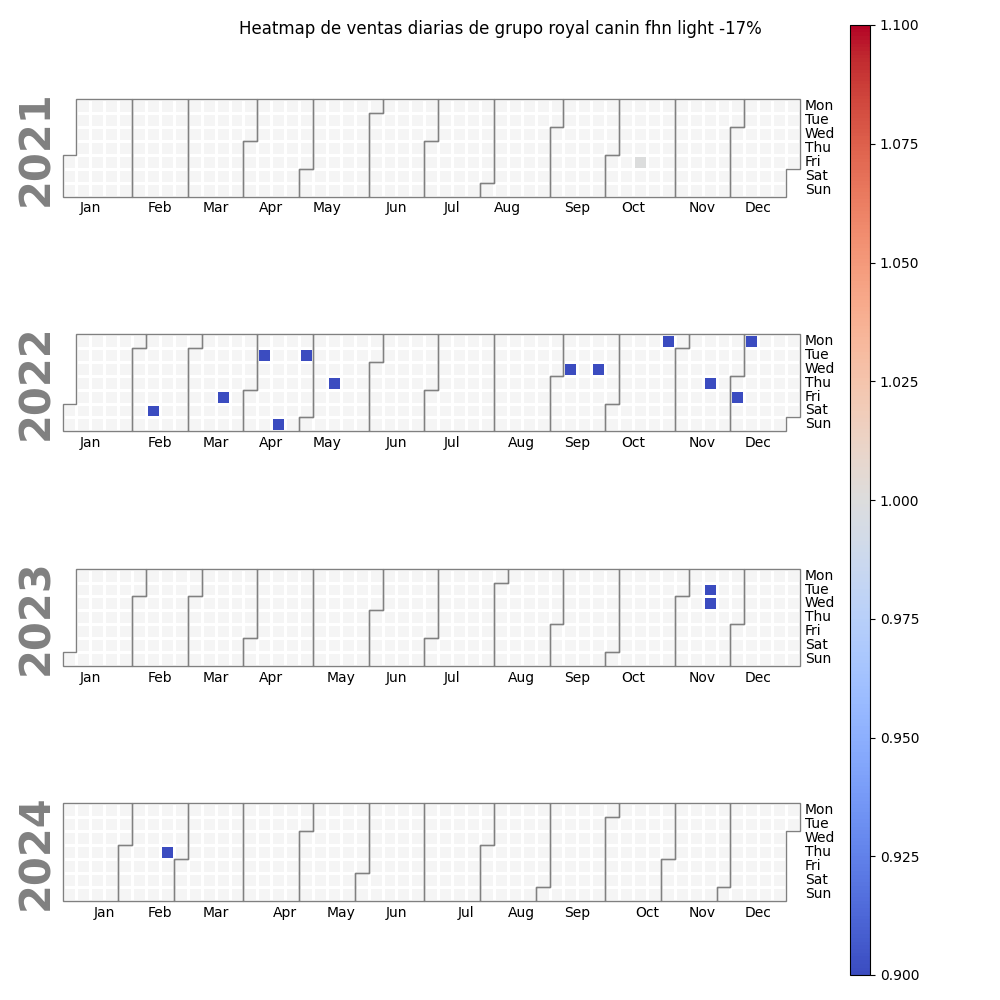 Heatmap de ventas diarias de grupo royal canin fhn light -17%
2021
Mon
Tue
Wed
Thu
Fri
Sat
Sun
Jan Feb Mar Apr May Jun Jul Aug Sep Oct Nov Dec
2022
Mon
Tue
Wed
Thu
Fri
Sat
Sun
Jan Feb Mar Apr May Jun Jul Aug Sep Oct Nov Dec
2023
Mon
Tue
Wed
Thu
Fri
Sat
Sun
Jan Feb Mar Apr May Jun Jul Aug Sep Oct Nov Dec
2024
Mon
Tue
Wed
Thu
Fri
Sat
Sun
Jan Feb Mar Apr May Jun Jul Aug Sep Oct Nov Dec
1.100
1.075
1.050
1.025
1.000
0.975
0.950
0.925
0.900